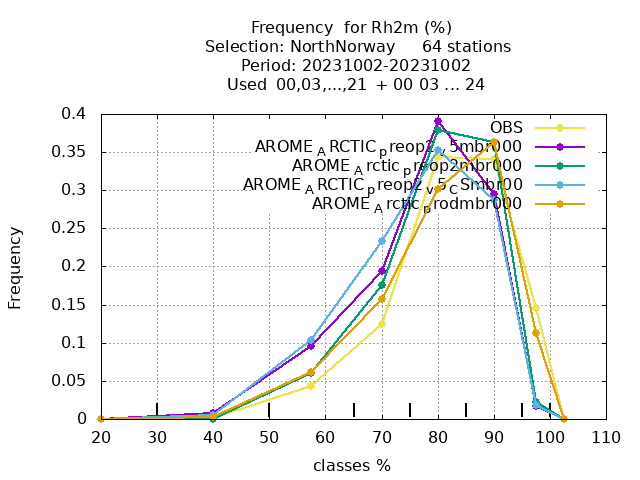 Frequency for Rh2m (%)
Selection: NorthNorway 64 stations
Period: 20231002-20231002
Used 00,03,...,21 + 00 03 ... 24
OBS
AROME_ARCTIC_preop2_v5mbr000
AROME_Arctic_preop2mbr000
AROME_ARCTIC_preop2_v5_CSmbr00
AROME_Arctic_prodmbr000
0.4
0.35
0.3
0.25
0.2
0.15
0.1
0.05
0
Frequency
20 30 40 50 60 70 80 90 100 110
classes %